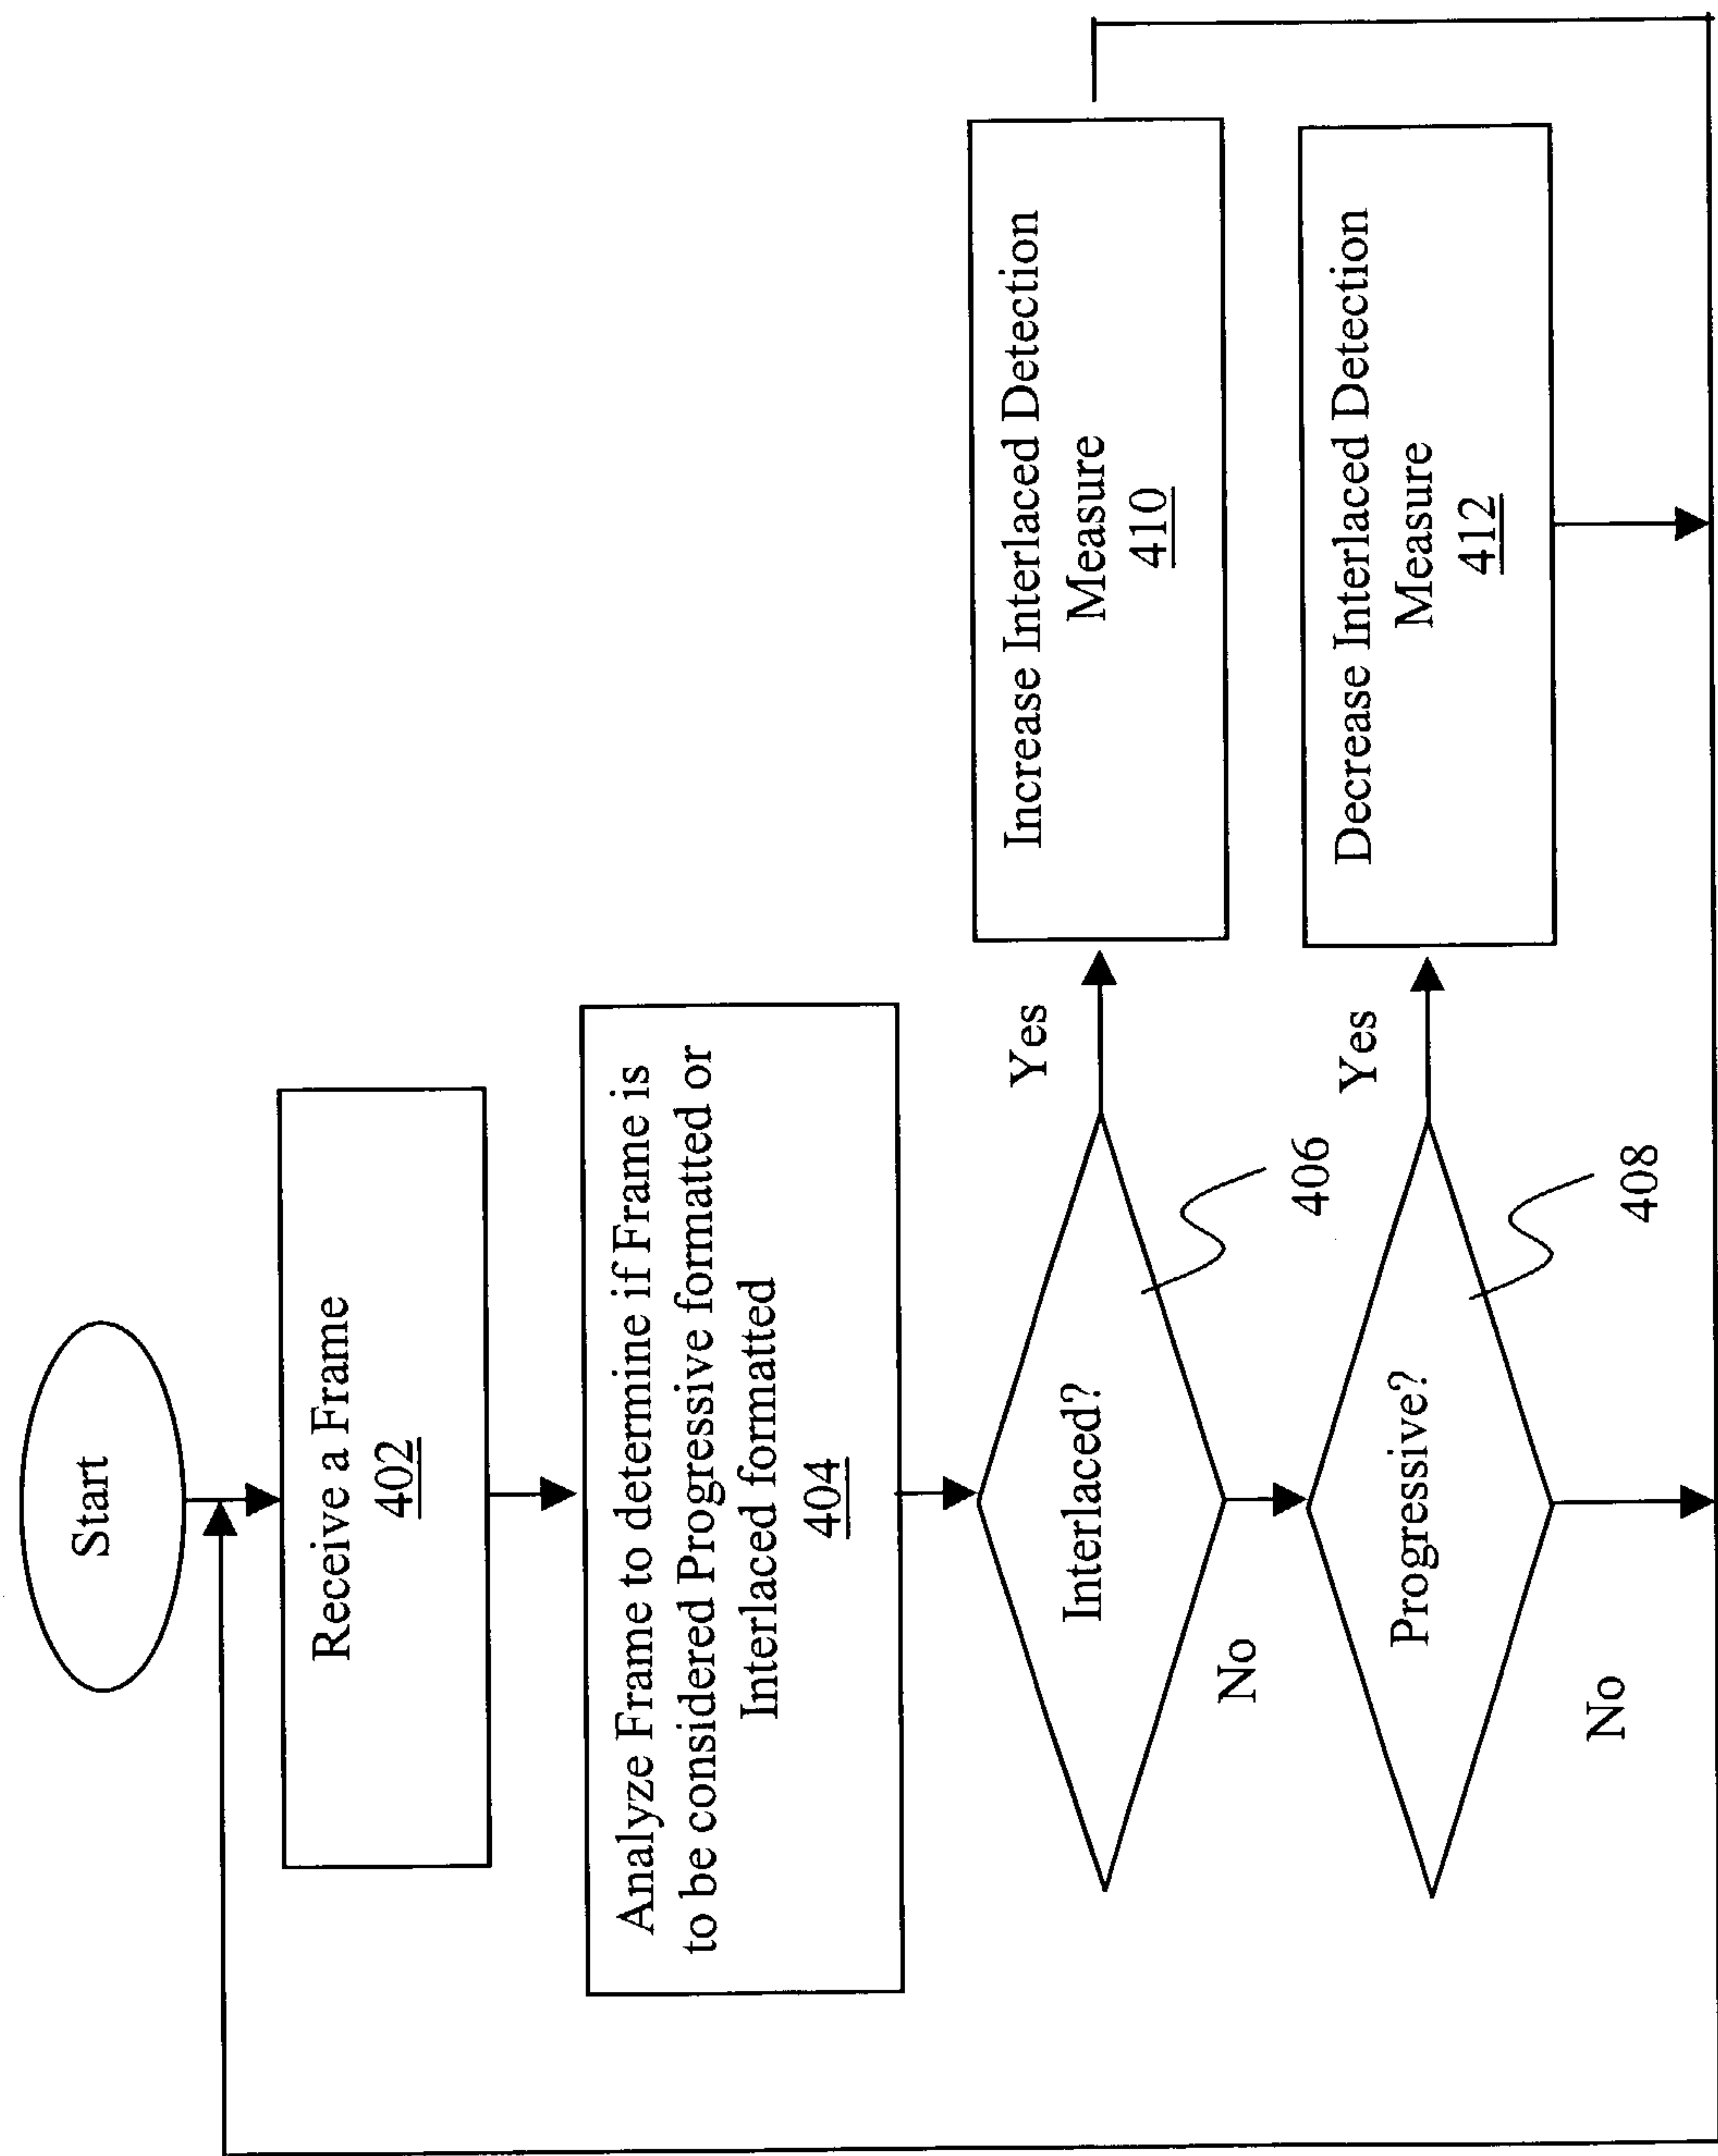 Start
Receive a Frame
402
Analyze Frame to determine if Frame is
to be considered Progressive formatted or
Interlaced formatted
404
Interlaced?
Yes
406
No
Increase Interlaced Detection
Measure
410
Progressive?
Yes
408
No
Decrease Interlaced Detection
Measure
412